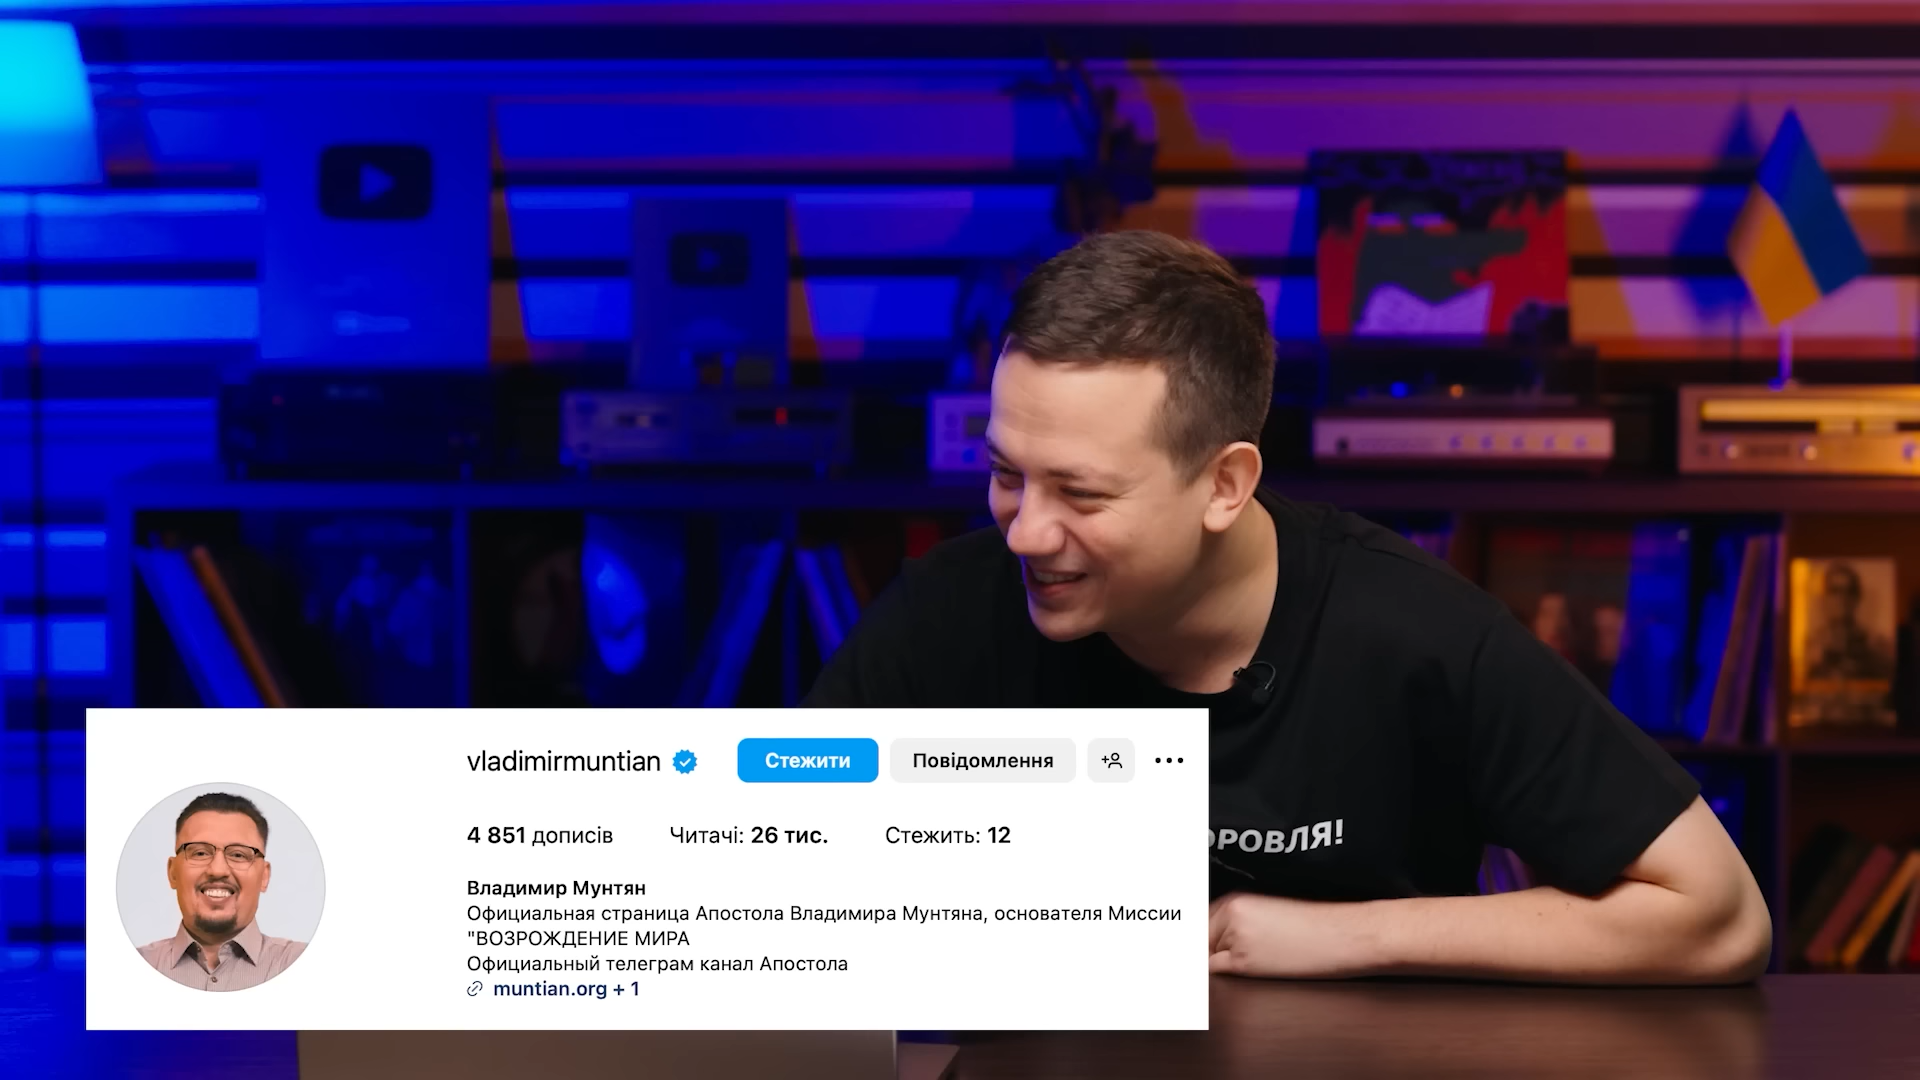 vladimirmuntian
Стежити
Повідомлення
4 851 дописів Читачі: 26 тис. Стежить: 12
Владимир Мунтян
Официальная страница Апостола Владимира Мунтяна, основателя Миссии
"ВОЗРОЖДЕНИЕ МИРА
Официальный телеграм канал Апостола
muntian.org + 1
ОРОВЛЯ!